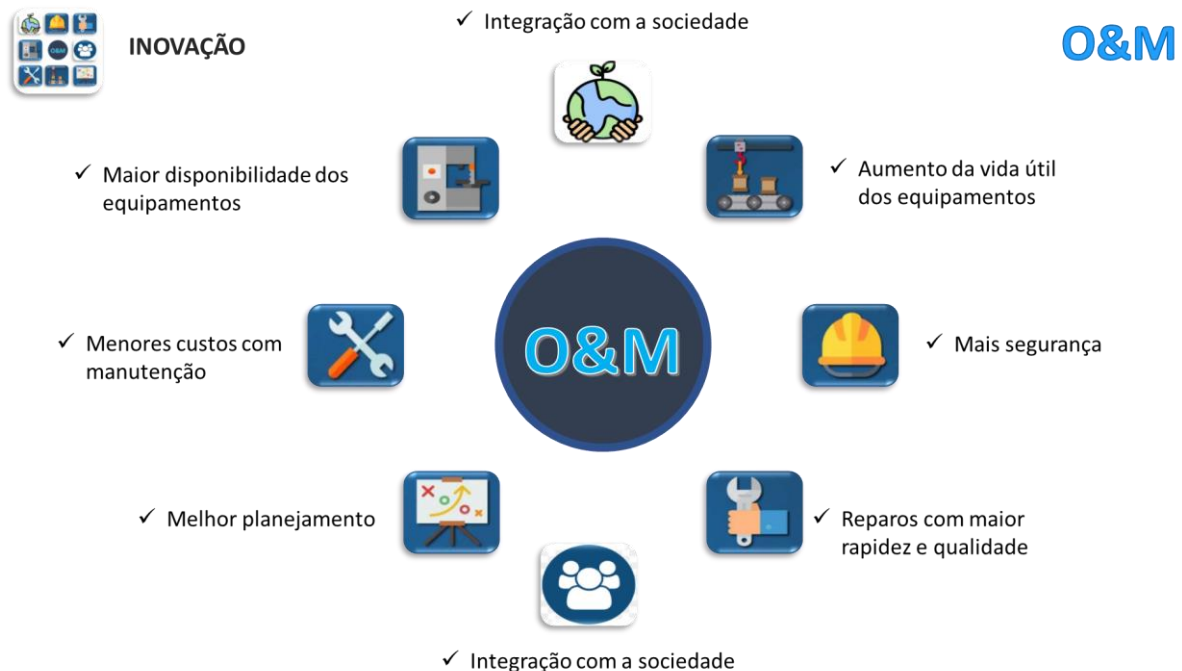 ✓ Integração com a sociedade
INOVAÇÃO
O&M
O&M
✓ Maior disponibilidade dos
equipamentos
✓ Aumento da vida útil
dos equipamentos
✓ Menores custos com
manutenção
O&M
✓ Mais segurança
✓ Melhor planejamento
✓ Reparos com maior
rapidez e qualidade
✓ Integração com a sociedade